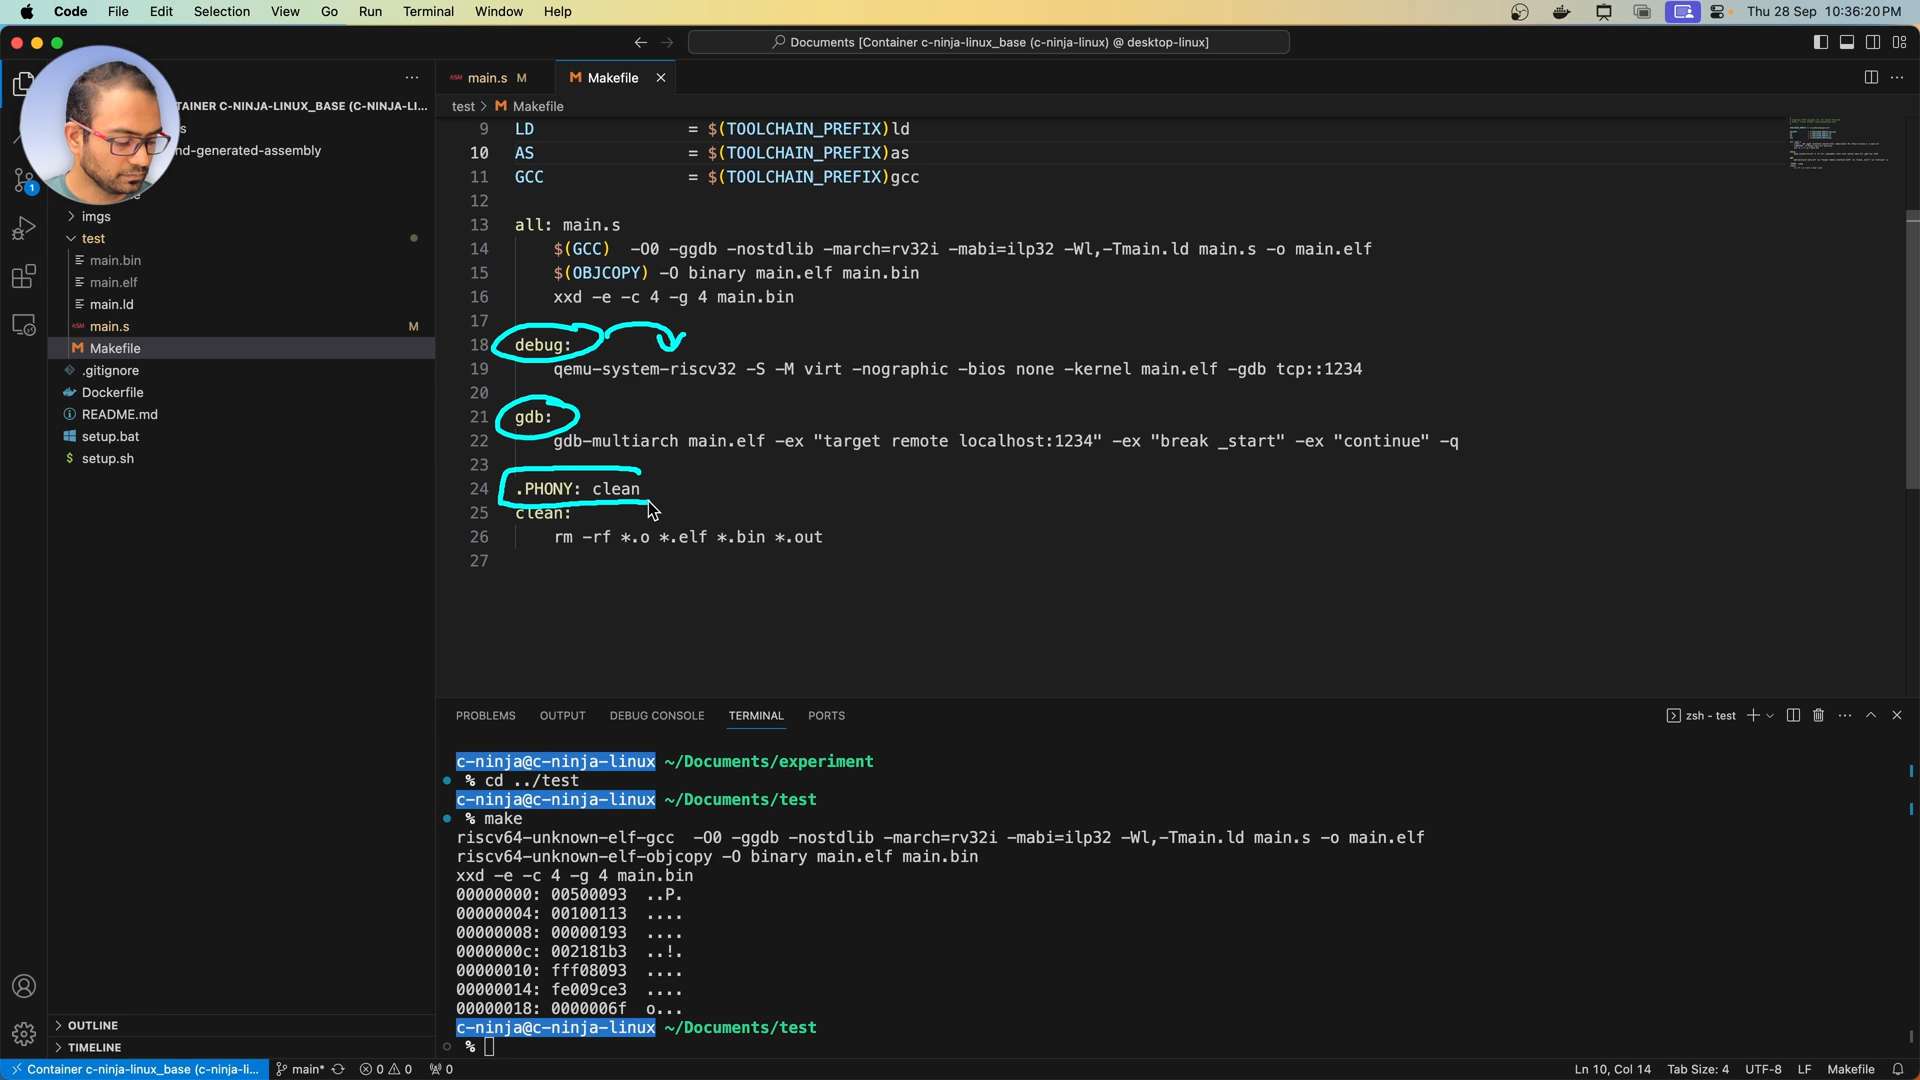 Code File Edit Selection View Go Run Terminal Window Help Thu 28 Sep 10:36:20 PM
Documents [Container c-ninja-linux_base (c-ninja-linux) @ desktop-linux]
main.s M Makefile
TAINER C-NINJA-LINUX_BASE (C-NINJA-LI...
test > Makefile
nd-generated-assembly
1
imgs
test
main.bin
main.elf
main.ld
main.s M
Makefile
.gitignore
Dockerfile
README.md
setup.bat
setup.sh
OUTLINE
TIMELINE
9 LD = $(TOOLCHAIN_PREFIX)ld
10 AS = $(TOOLCHAIN_PREFIX)as
11 GCC = $(TOOLCHAIN_PREFIX)gcc
12
13 all: main.s
14 $(GCC) -O0 -ggdb -nostdlib -march=rv32i -mabi=ilp32 -Wl,-Tmain.ld main.s -o main.elf
15 $(OBJCOPY) -O binary main.elf main.bin
16 xxd -e -c 4 -g 4 main.bin
17
18 debug:
19 qemu-system-riscv32 -S -M virt -nographic -bios none -kernel main.elf -gdb tcp::1234
20
21 gdb:
22 gdb-multiarch main.elf -ex "target remote localhost:1234" -ex "break _start" -ex "continue" -q
23
24 .PHONY: clean
25 clean:
26 rm -rf *.o *.elf *.bin *.out
27
PROBLEMS OUTPUT DEBUG CONSOLE TERMINAL PORTS zsh - test
c-ninja@c-ninja-linux ~/Documents/experiment
% cd ../test
c-ninja@c-ninja-linux ~/Documents/test
% make
riscv64-unknown-elf-gcc -O0 -ggdb -nostdlib -march=rv32i -mabi=ilp32 -Wl,-Tmain.ld main.s -o main.elf
riscv64-unknown-elf-objcopy -O binary main.elf main.bin
xxd -e -c 4 -g 4 main.bin
00000000: 00500093 ..P.
00000004: 00100113 ....
00000008: 00000193 ....
0000000c: 002181b3 ..!.
00000010: fff08093 ....
00000014: fe009ce3 ....
00000018: 0000006f o...
c-ninja@c-ninja-linux ~/Documents/test
%
Container c-ninja-linux_base (c-ninja-li... main* 0 0 0 Ln 10, Col 14 Tab Size: 4 UTF-8 LF Makefile